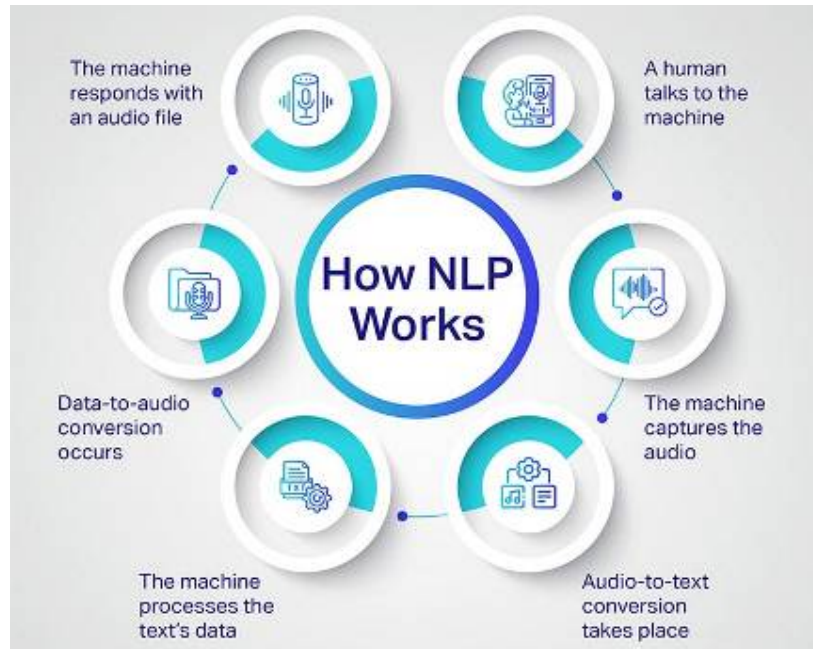 How NLP
Works
A human
talks to the
machine
The machine
captures the
audio
Audio-to-text
conversion
takes place
The machine
processes the
text's data
Data-to-audio
conversion
occurs
The machine
responds with
an audio file